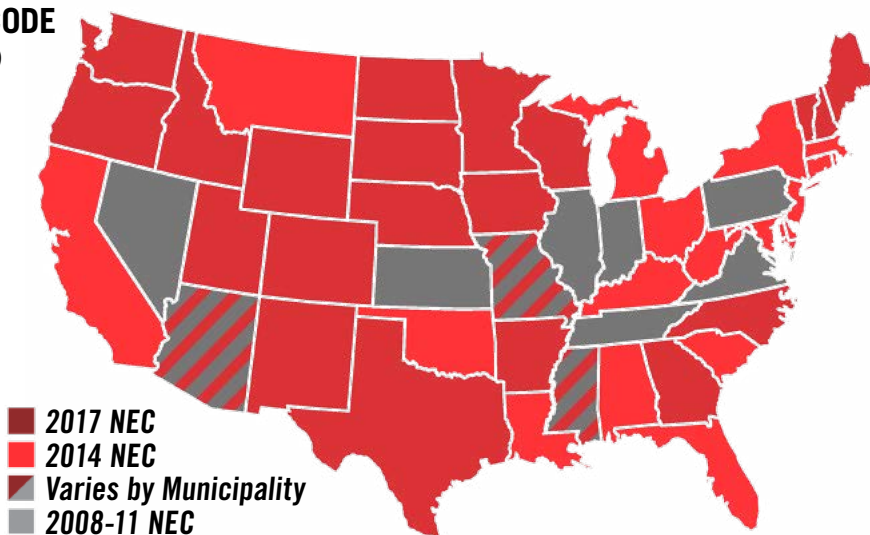 ODE
2017 NEC
2014 NEC
Varies by Municipality
2008-11 NEC